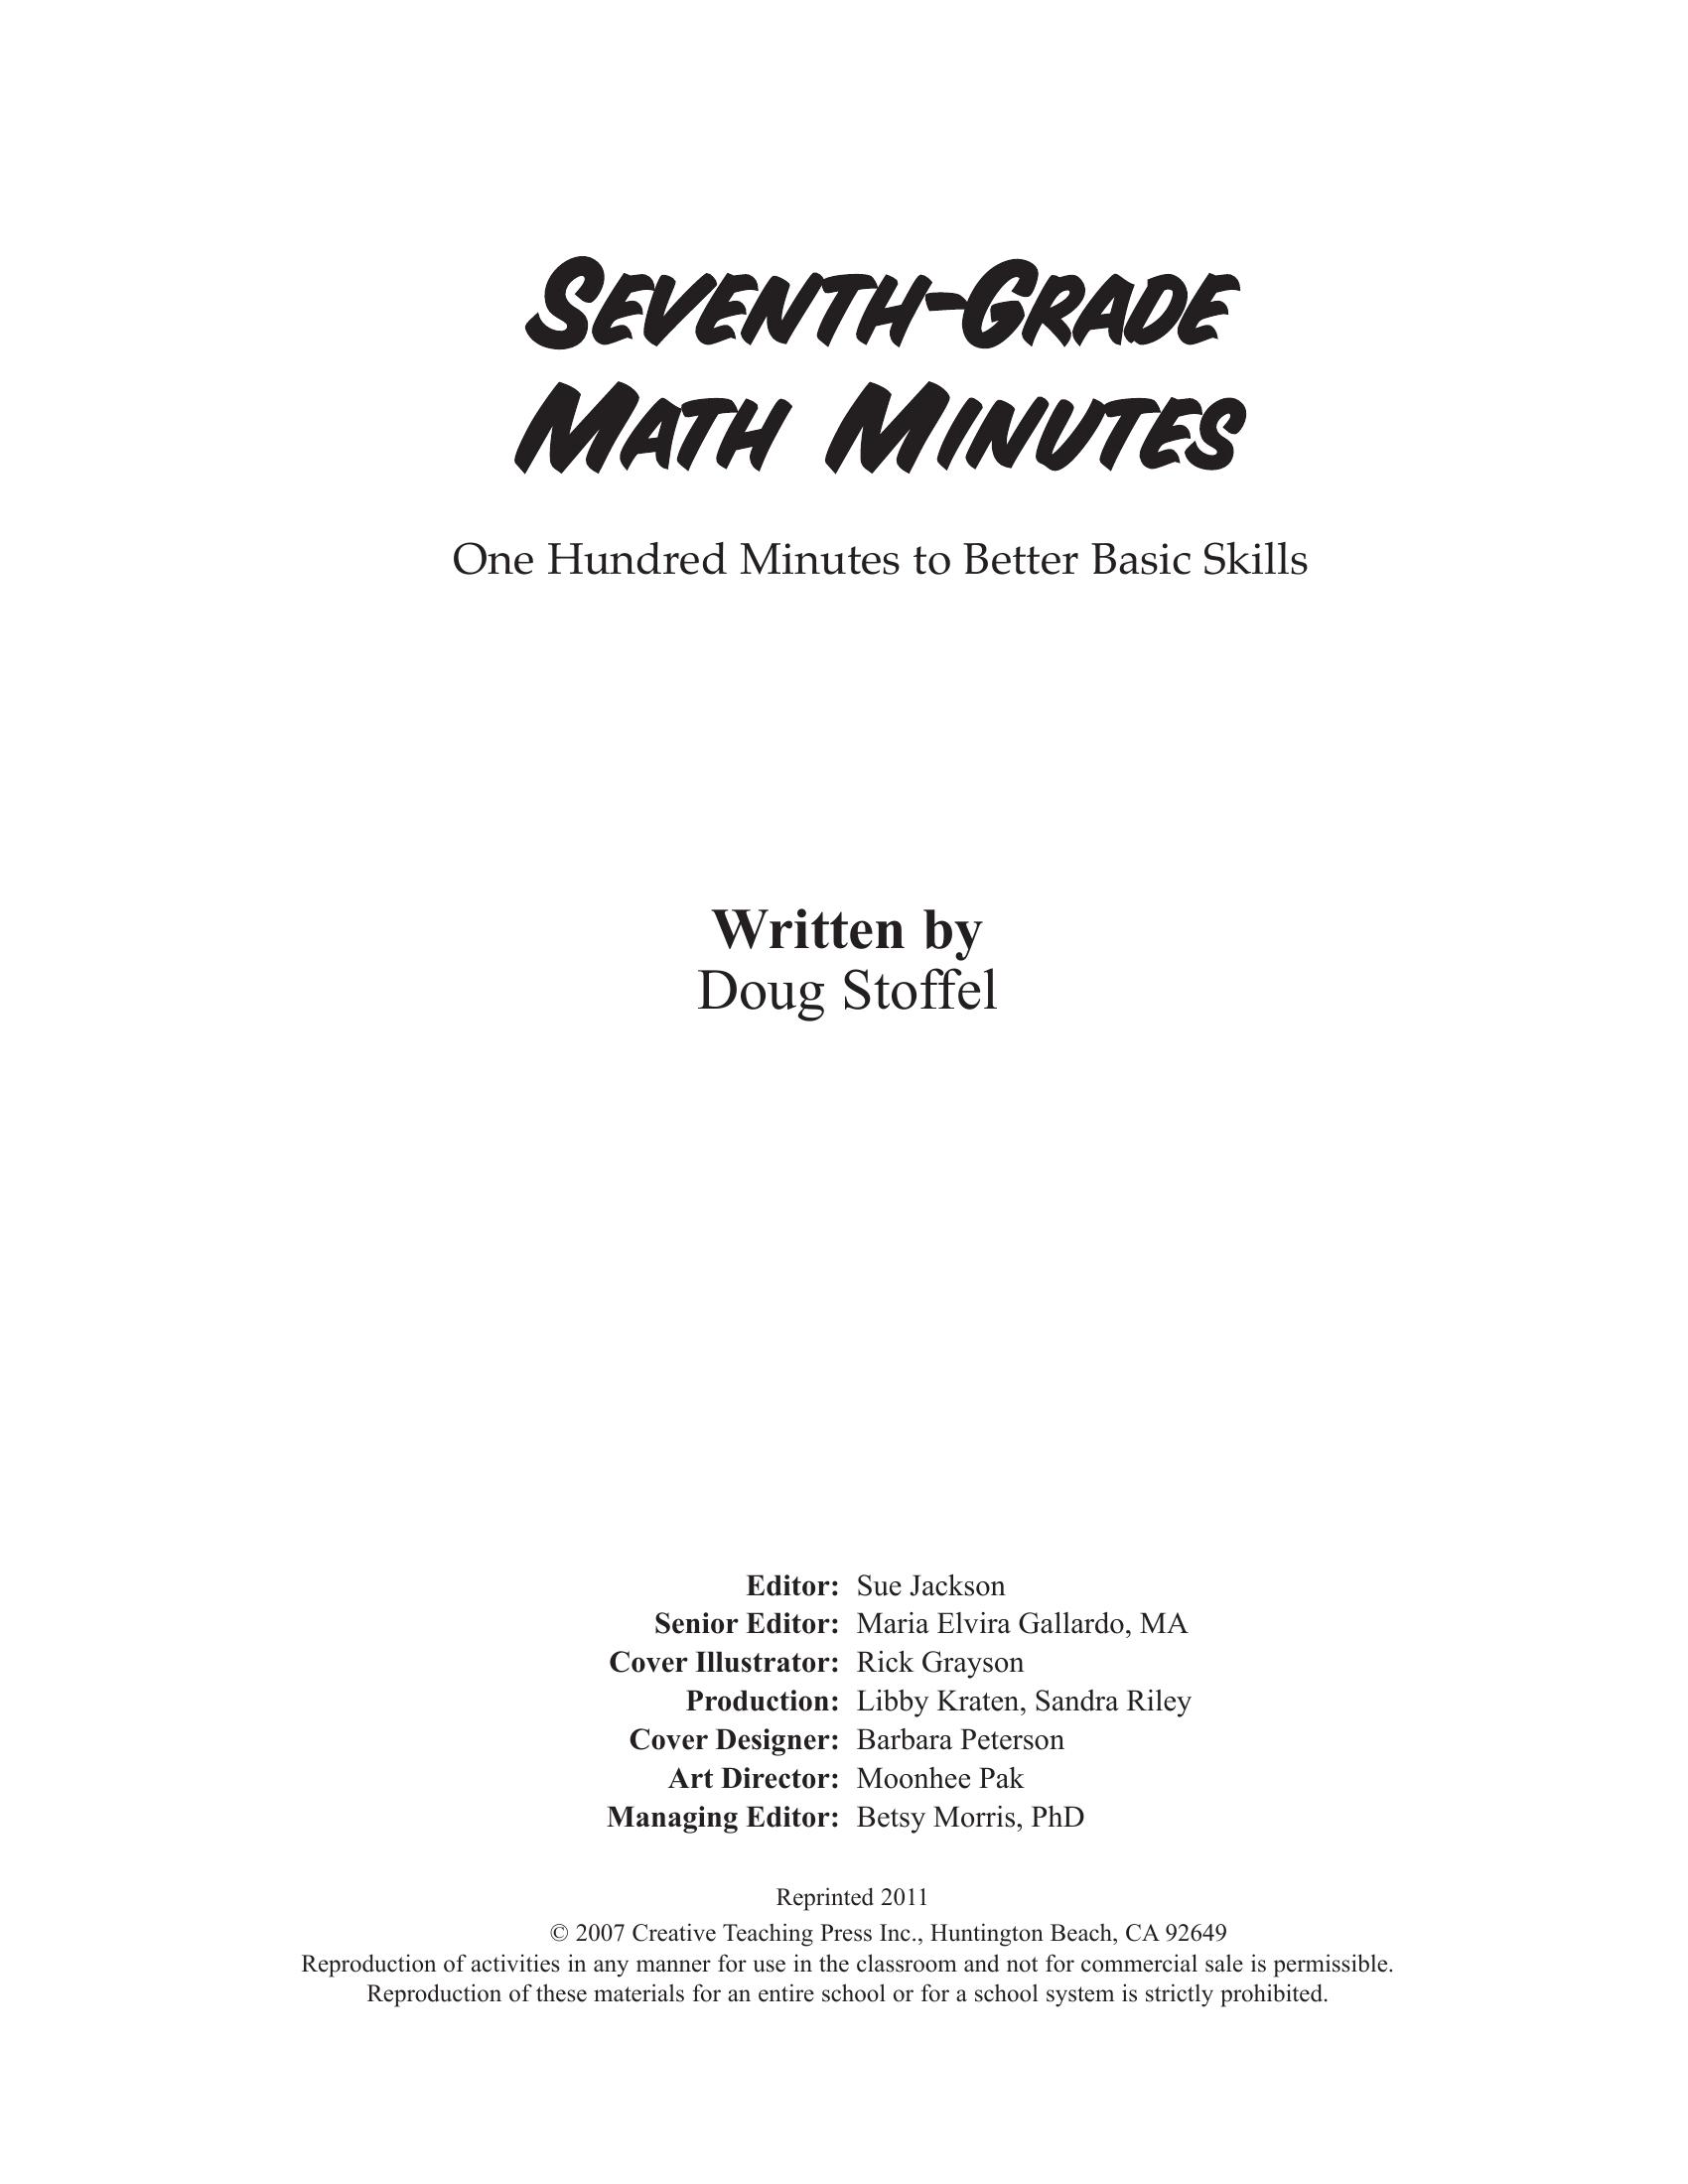 SEVENTH-GRADE
MATH MINUTES
One Hundred Minutes to Better Basic Skills
Written by
Doug Stoffel
Editor: Sue Jackson
Senior Editor: Maria Elvira Gallardo, MA
Cover Illustrator: Rick Grayson
Production: Libby Kraten, Sandra Riley
Cover Designer: Barbara Peterson
Art Director: Moonhee Pak
Managing Editor: Betsy Morris, PhD
Reprinted 2011
© 2007 Creative Teaching Press Inc., Huntington Beach, CA 92649
Reproduction of activities in any manner for use in the classroom and not for commercial sale is permissible.
Reproduction of these materials for an entire school or for a school system is strictly prohibited.